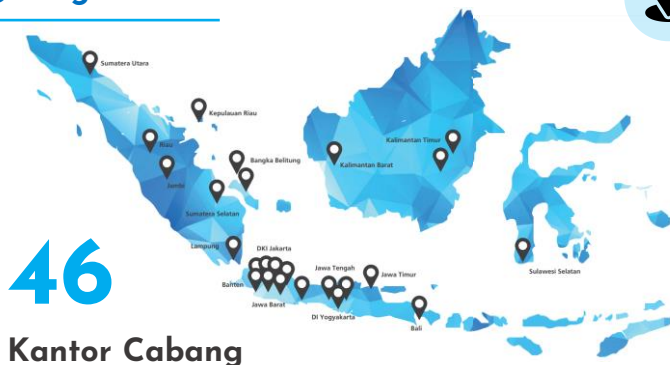 Sumatera Utara
Kepulauan Riau
Riau
Bangka Belitung
Jambi
Sumatera Selatan
Lampung
Kalimantan Timur
Kalimantan Barat
DKI Jakarta
Banten
Jawa Barat
Jawa Tengah
Jawa Timur
DI Yogyakarta
Bali
Sulawesi Selatan
46
Kantor Cabang